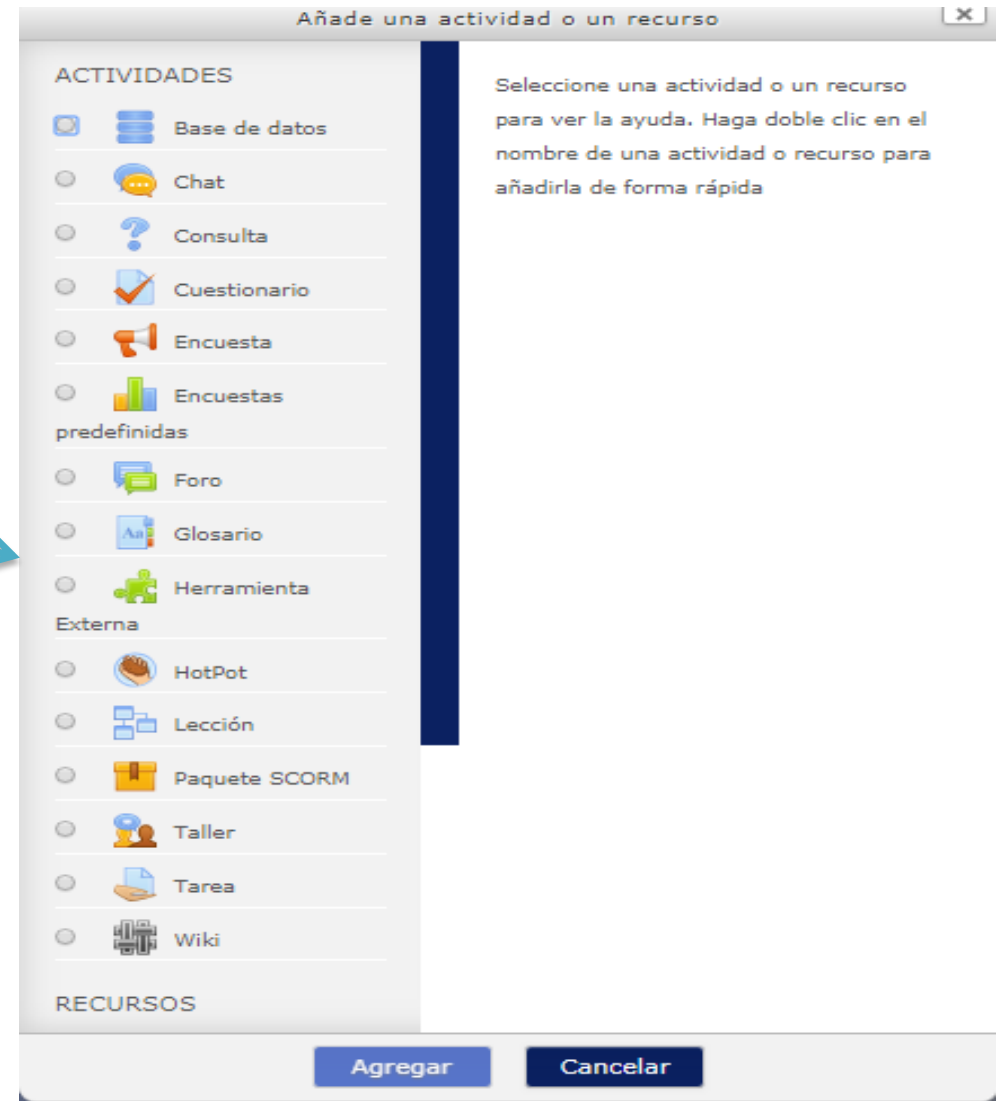 Añade una actividad o un recurso
ACTIVIDADES
Base de datos
Chat
Consulta
Cuestionario
Encuesta
Encuestas
predefinidas
Foro
Glosario
Herramienta
Externa
HotPot
Lección
Paquete SCORM
Taller
Tarea
Wiki
RECURSOS
Seleccione una actividad o un recurso
para ver la ayuda. Haga doble clic en el
nombre de una actividad o recurso para
añadirla de forma rápida
Agregar
Cancelar